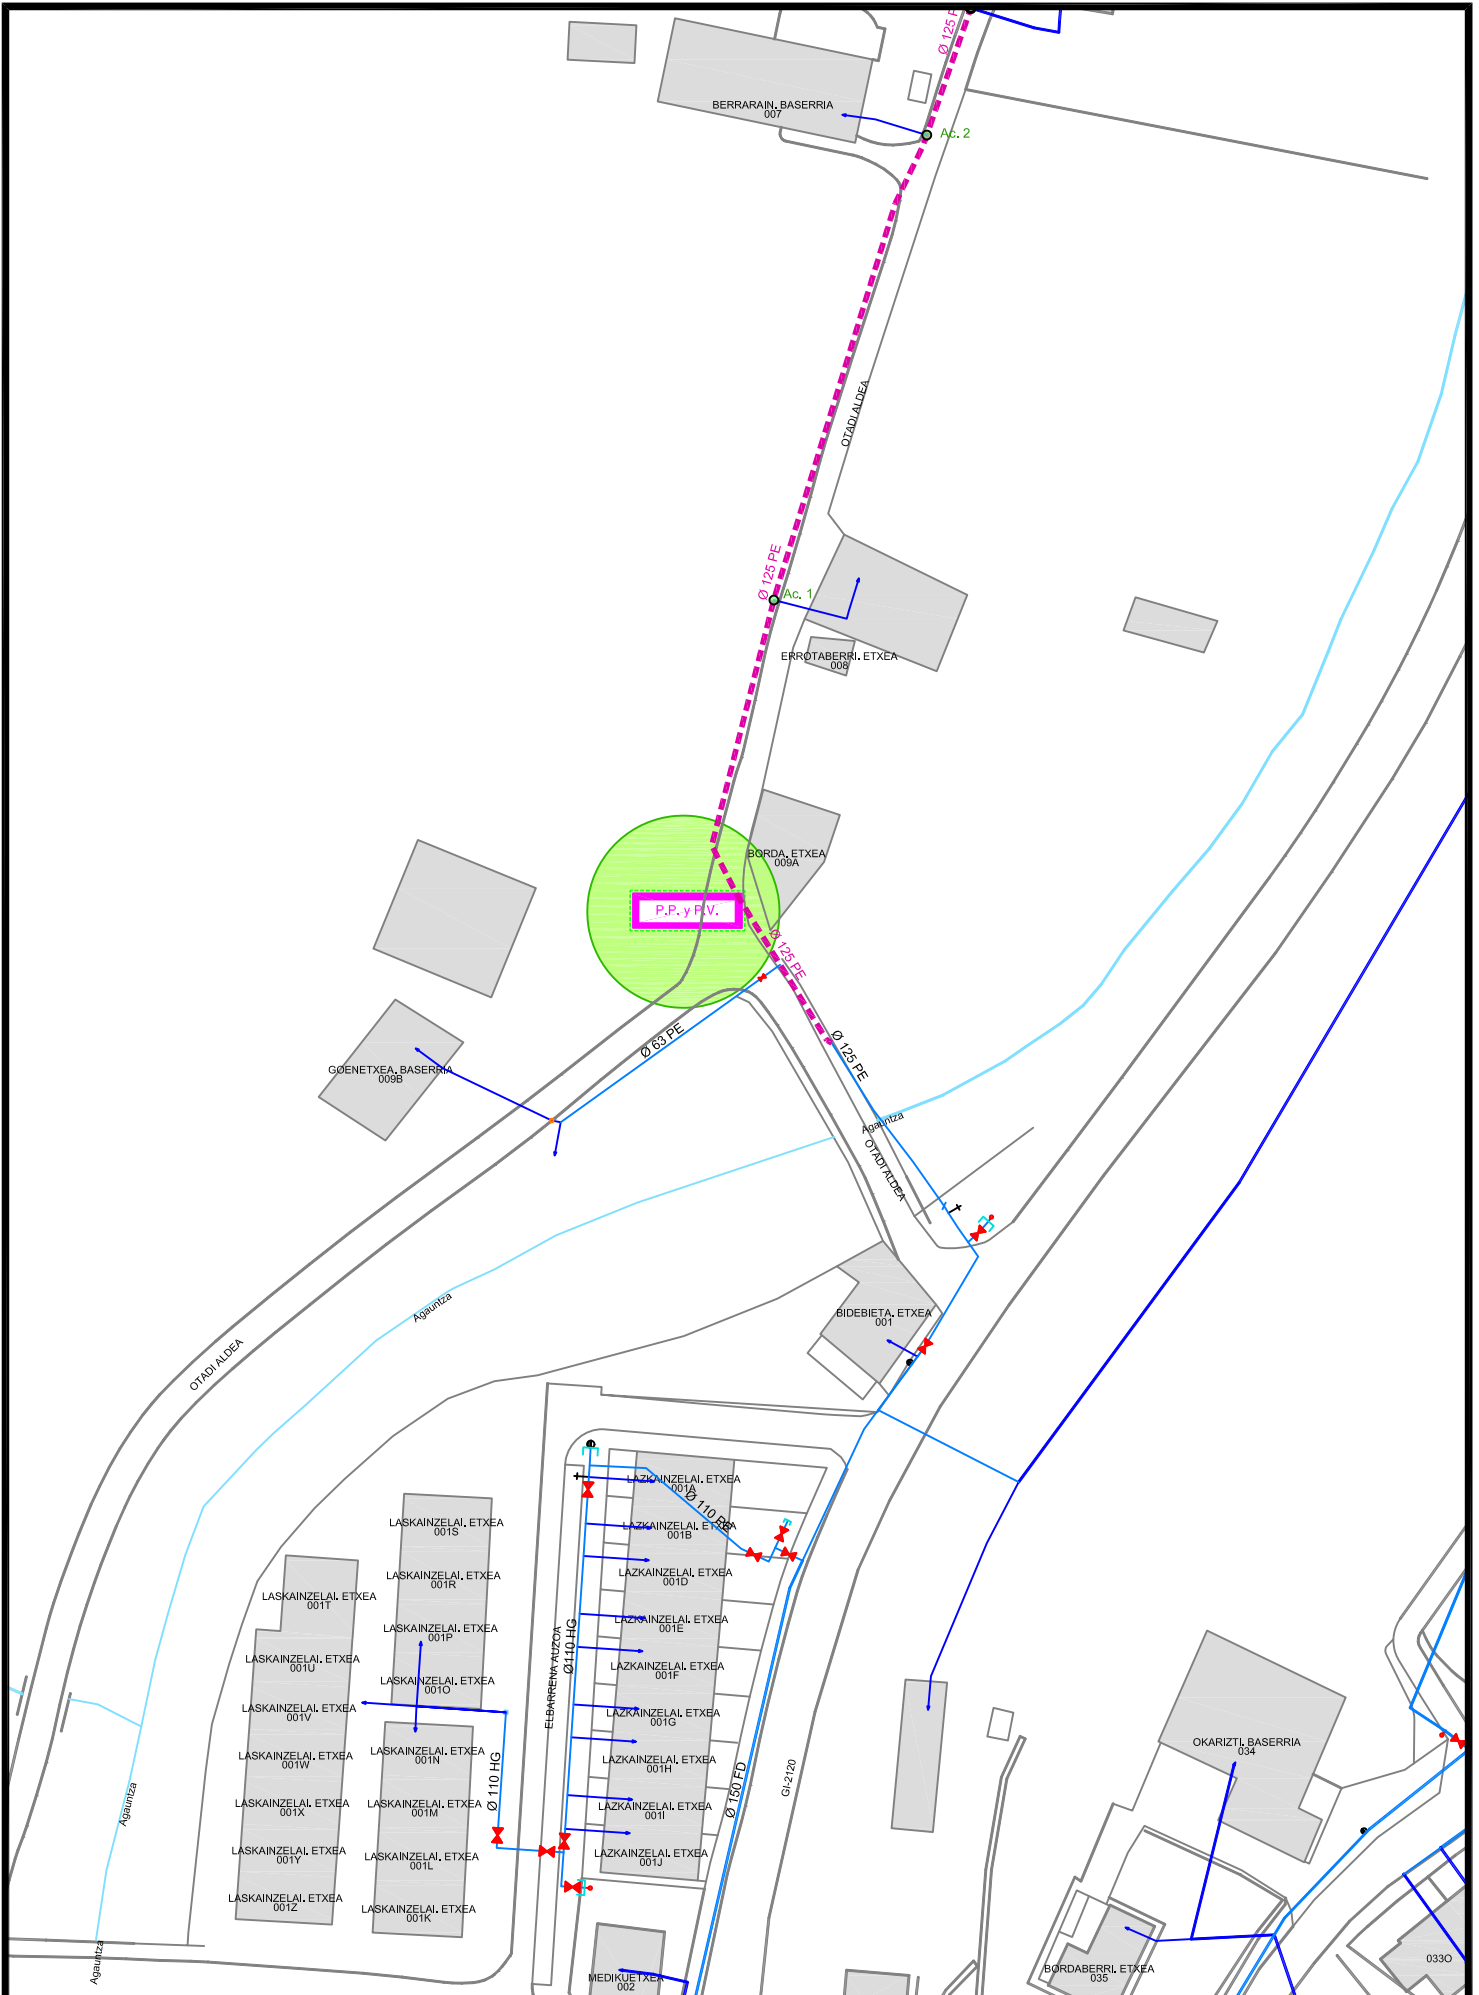 Ø 125 P
BERRARAIN. BASERRIA
007
Ac. 2
OTADI ALDEA
Ø 125 PE
Ac. 1
ERROTABERRI. ETXEA
008
BORDA. ETXEA
009A
P.P. y P.V.
Ø 125 PE
Ø 63 PE
Ø 125 PE
GOENETXEA. BASERRIA
009B
Agauntza
OTADI ALDEA
Agauntza
BIDEBIETA. ETXEA
001
OTADI ALDEA
LAZKAINZELAI. ETXEA
001A
Ø 110 PE
LAZKAINZELAI. ETXEA
001B
LAZKAINZELAI. ETXEA
001D
LAZKAINZELAI. ETXEA
001E
LAZKAINZELAI. ETXEA
001F
LAZKAINZELAI. ETXEA
001G
LAZKAINZELAI. ETXEA
001H
LAZKAINZELAI. ETXEA
001I
LAZKAINZELAI. ETXEA
001J
LASKAINZELAI. ETXEA
001S
LASKAINZELAI. ETXEA
001R
LASKAINZELAI. ETXEA
001P
LASKAINZELAI. ETXEA
001O
LASKAINZELAI. ETXEA
001N
LASKAINZELAI. ETXEA
001M
LASKAINZELAI. ETXEA
001L
LASKAINZELAI. ETXEA
001K
LASKAINZELAI. ETXEA
001T
LASKAINZELAI. ETXEA
001U
LASKAINZELAI. ETXEA
001V
LASKAINZELAI. ETXEA
001W
LASKAINZELAI. ETXEA
001X
LASKAINZELAI. ETXEA
001Y
LASKAINZELAI. ETXEA
001Z
ELBARRENA AUZOA
Ø110 HG
Ø 110 HG
Ø 150 FD
GI-2120
Agauntza
Agauntza
OKARIZTI. BASERRIA
034
BORDABERRI. ETXEA
035
033O
MEDIKUETXEA
002